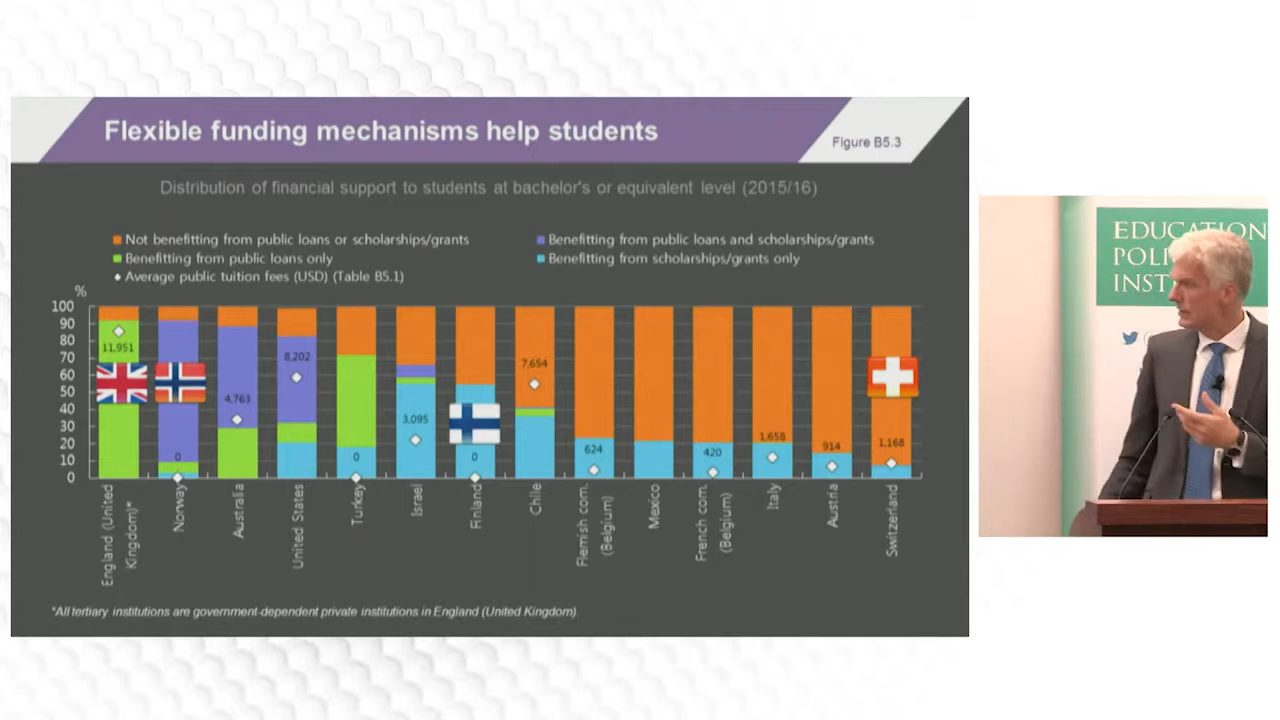 Flexible funding mechanisms help students
Figure B5.3
Distribution of financial support to students at bachelor's or equivalent level (2015/16)
Not benefitting from public loans or scholarships/grants
Benefitting from public loans and scholarships/grants
Benefitting from public loans only
Benefitting from scholarships/grants only
Average public tuition fees (USD) (Table B5.1)
%
100
90
80
70
60
50
40
30
20
10
0
11,951
0
4,763
8,202
0
3,095
0
7,654
624
420
1,658
914
1,168
England (United
Kingdom)*
Norway
Australia
United States
Turkey
Israel
Finland
Chile
Flemish com.
(Belgium)
Mexico
French com.
(Belgium)
Italy
Austria
Switzerland
*All tertiary institutions are government-dependent private institutions in England (United Kingdom).
EDUCATION
POLI
INST